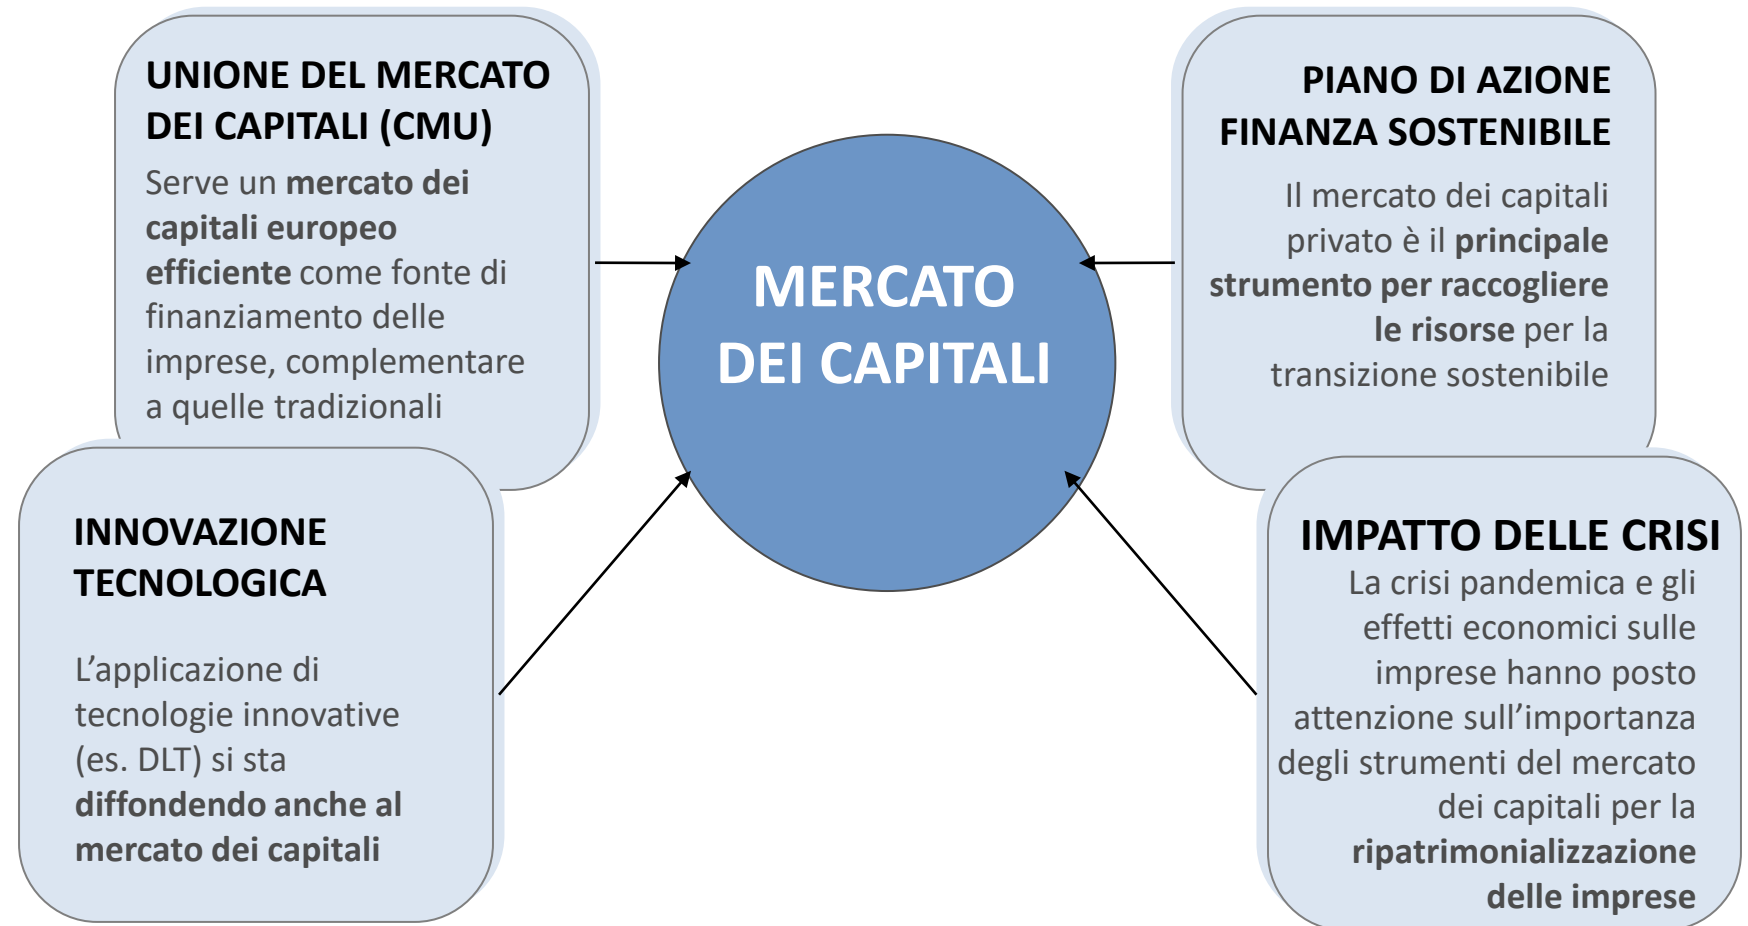 UNIONE DEL MERCATO
DEI CAPITALI (CMU)
Serve un mercato dei
capitali europeo
efficiente come fonte di
finanziamento delle
imprese, complementare
a quelle tradizionali
PIANO DI AZIONE
FINANZA SOSTENIBILE
Il mercato dei capitali
privato è il principale
strumento per raccogliere
le risorse per la
transizione sostenibile
MERCATO
DEI CAPITALI
INNOVAZIONE
TECNOLOGICA
L’applicazione di
tecnologie innovative
(es. DLT) si sta
diffondendo anche al
mercato dei capitali
IMPATTO DELLE CRISI
La crisi pandemica e gli
effetti economici sulle
imprese hanno posto
attenzione sull’importanza
degli strumenti del mercato
dei capitali per la
ripatrimonializzazione
delle imprese